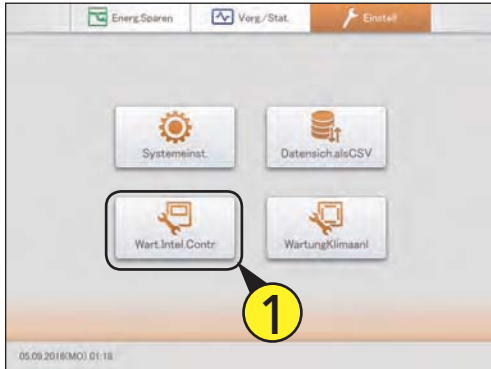 Energ.Sparen Vorg./Stat. Einstell
Systemeinst. Datensich.alsCSV
Wart.Intel.Contr WartungKlimaanl
1
05.09.2016(MO) 01:18